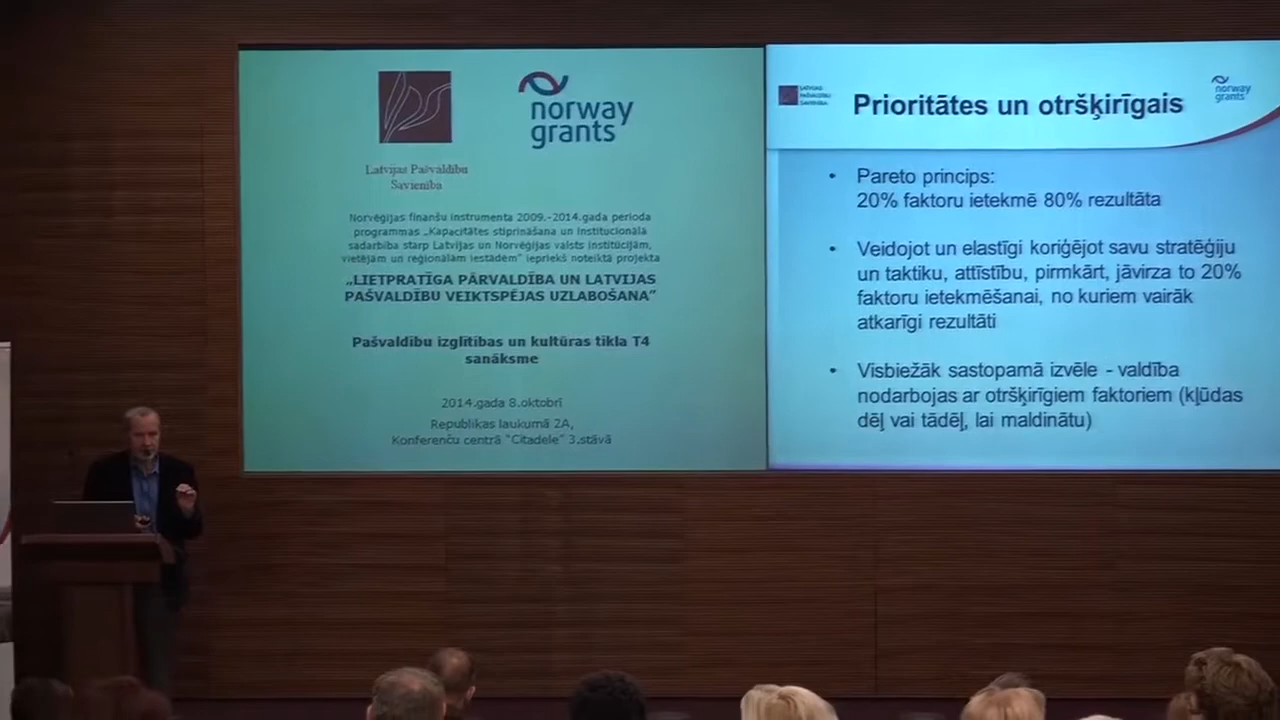 norway
grants
Latvijas Pašvaldību
Savienība
Norvēģijas finanšu instrumenta 2009.-2014.gada perioda
programmas „Kapacitātes stiprināšana un institucionālā
sadarbība starp Latvijas un Norvēģijas valsts institūcijām,
vietējām un reģionālām iestādēm” iepriekš noteiktā projekta
„LIETPRATĪGA PĀRVALDĪBA UN LATVIJAS
PAŠVALDĪBU VEIKTSPĒJAS UZLABOŠANA”
Pašvaldību izglītības un kultūras tīkla T4
sanāksme
2014.gada 8.oktobrī
Republikas laukumā 2A,
Konferenču centrā “Citadele” 3.stāvā
LATVIJAS
PAŠVALDĪBU
SAVIENĪBA
Prioritātes un otršķirīgais
norway
grants
• Pareto princips:
20% faktoru ietekmē 80% rezultāta
• Veidojot un elastīgi koriģējot savu stratēģiju
un taktiku, attīstību, pirmkārt, jāvirza to 20%
faktoru ietekmēšanai, no kuriem vairāk
atkarīgi rezultāti
• Visbiežāk sastopamā izvēle - valdība
nodarbojas ar otršķirīgiem faktoriem (kļūdas
dēļ vai tādēļ, lai maldinātu)